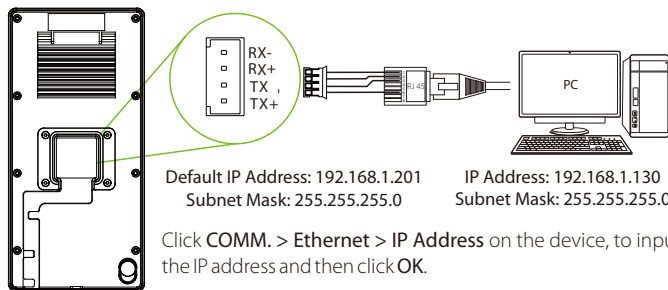 RX-
RX+
TX ,
TX+
RJ 45
PC
Default IP Address: 192.168.1.201
Subnet Mask: 255.255.255.0
IP Address: 192.168.1.130
Subnet Mask: 255.255.255.0
Click COMM. > Ethernet > IP Address on the device, to inpu
the IP address and then click OK.